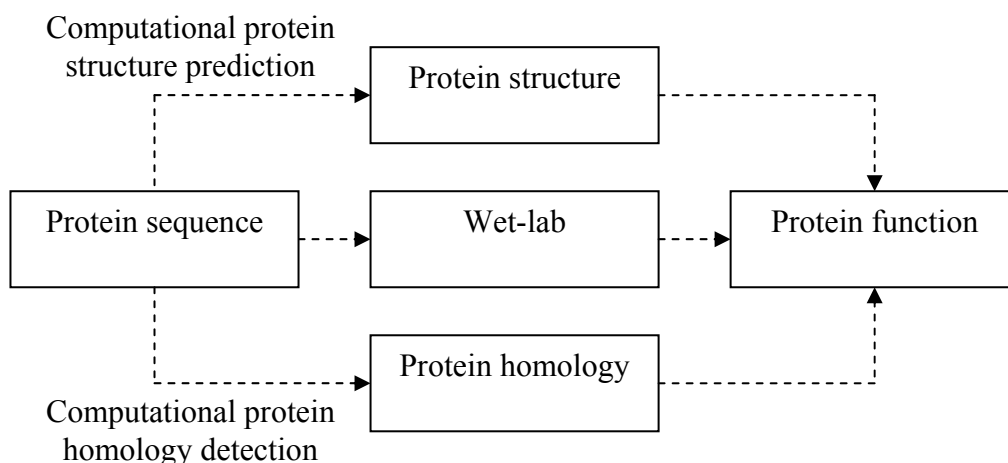 Computational protein
structure prediction
Protein structure
Protein sequence
Wet-lab
Protein function
Protein homology
Computational protein
homology detection